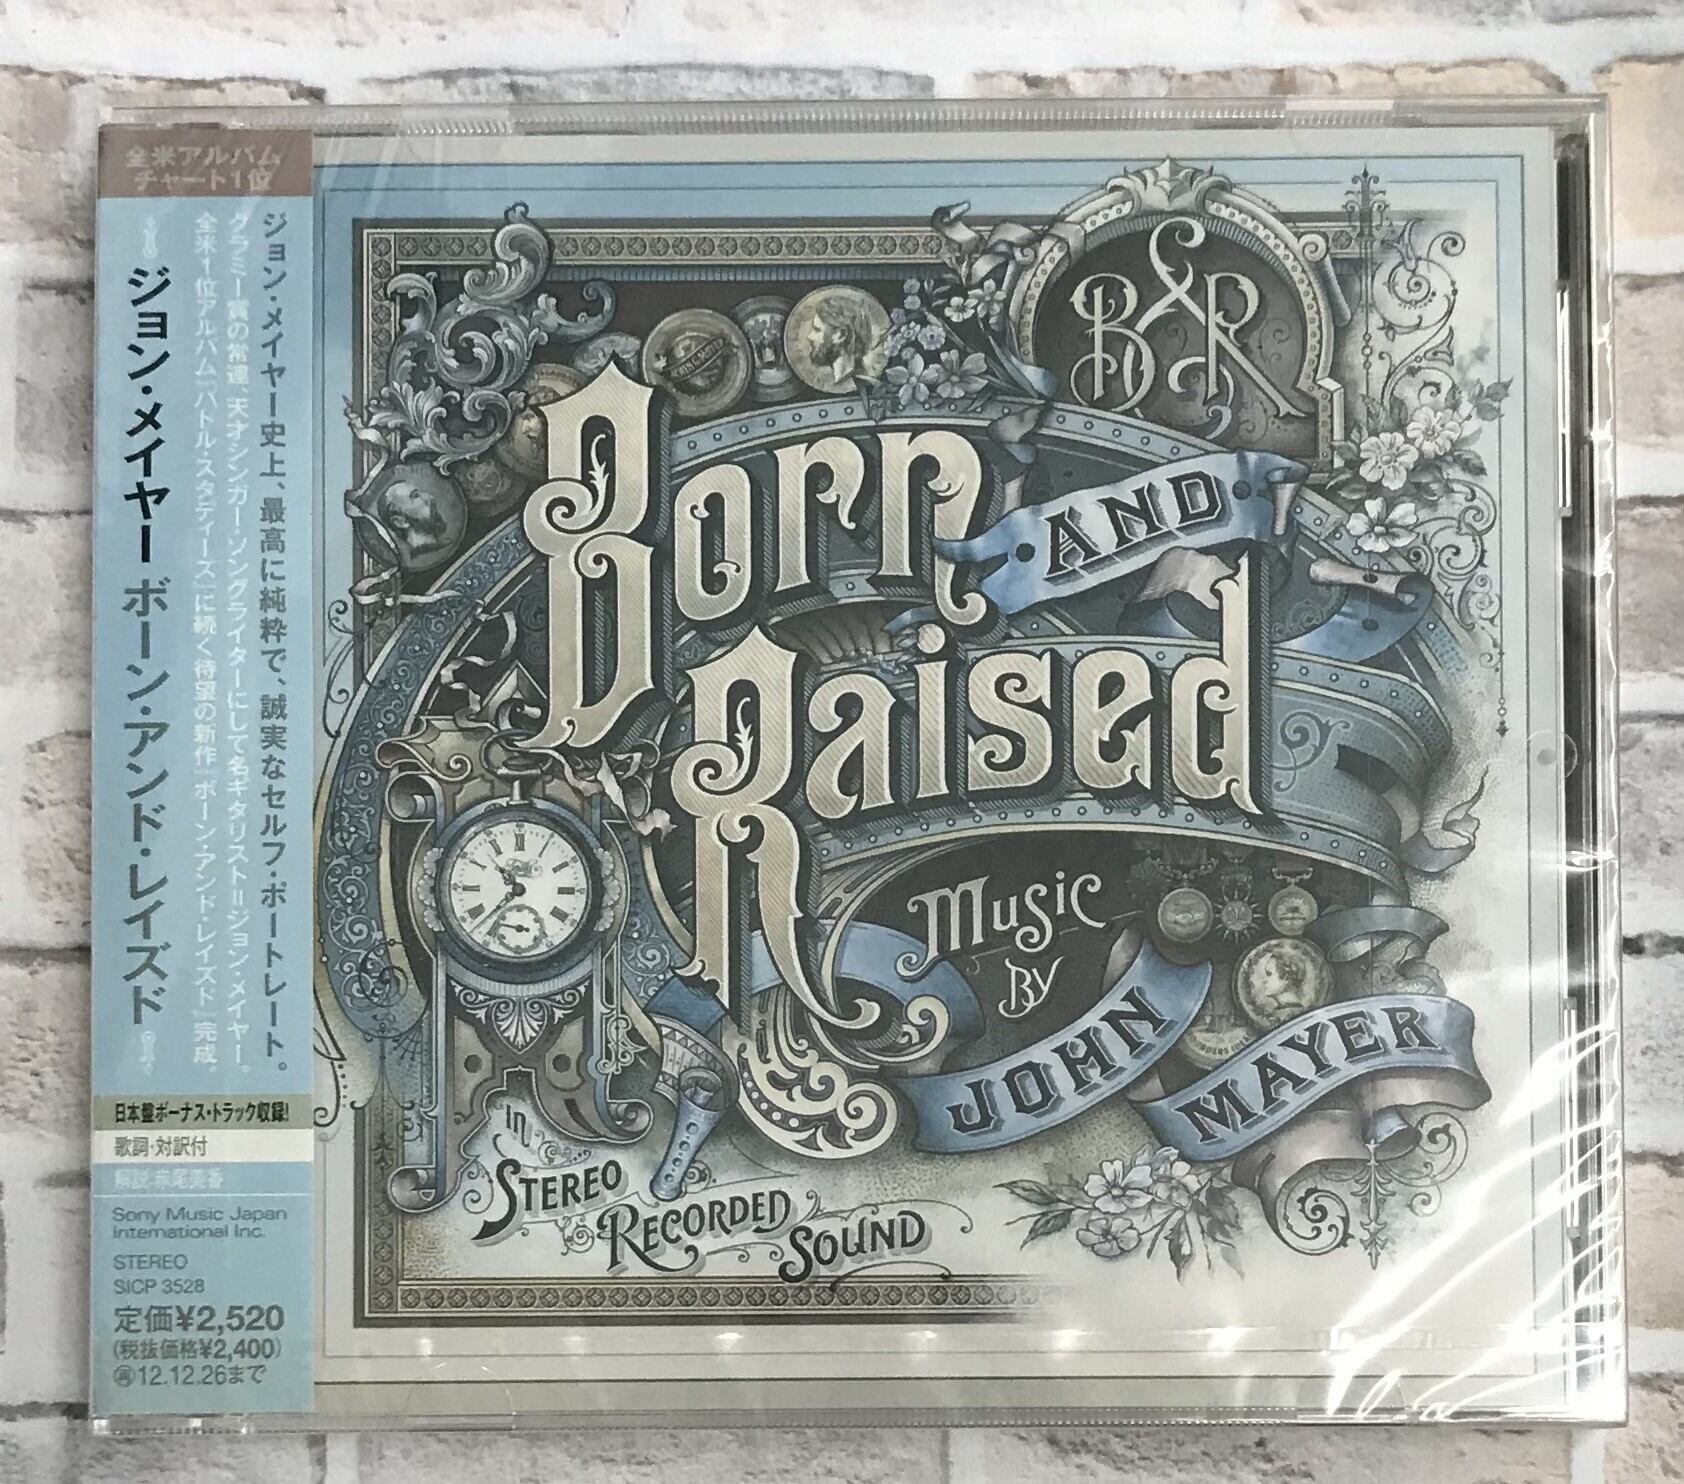 全米アルバム
チャート1位
ジョン・メイヤー史上、最高に純粋で、誠実なセルフ・ポートレート。
グラミー賞の常連、天才シンガーソングライターにして名ギタリスト=ジョン・メイヤー。
全米1位アルバム『バトル・スタディーズ』に続く待望の新作『ボーン・アンド・レイズド』完成。
ジョン・メイヤー ボーン・アンド・レイズド
日本盤ボーナス・トラック収録!
歌詞・対訳付
解説:赤尾美香
Sony Music Japan
International Inc.
STEREO
SICP 3528
定価¥2,520
(税抜価格¥2,400)
再12.12.26まで
B&R
Born
AND
Raised
Music
By
JOHN
MAYER
in
STEREO
RECORDED
SOUND